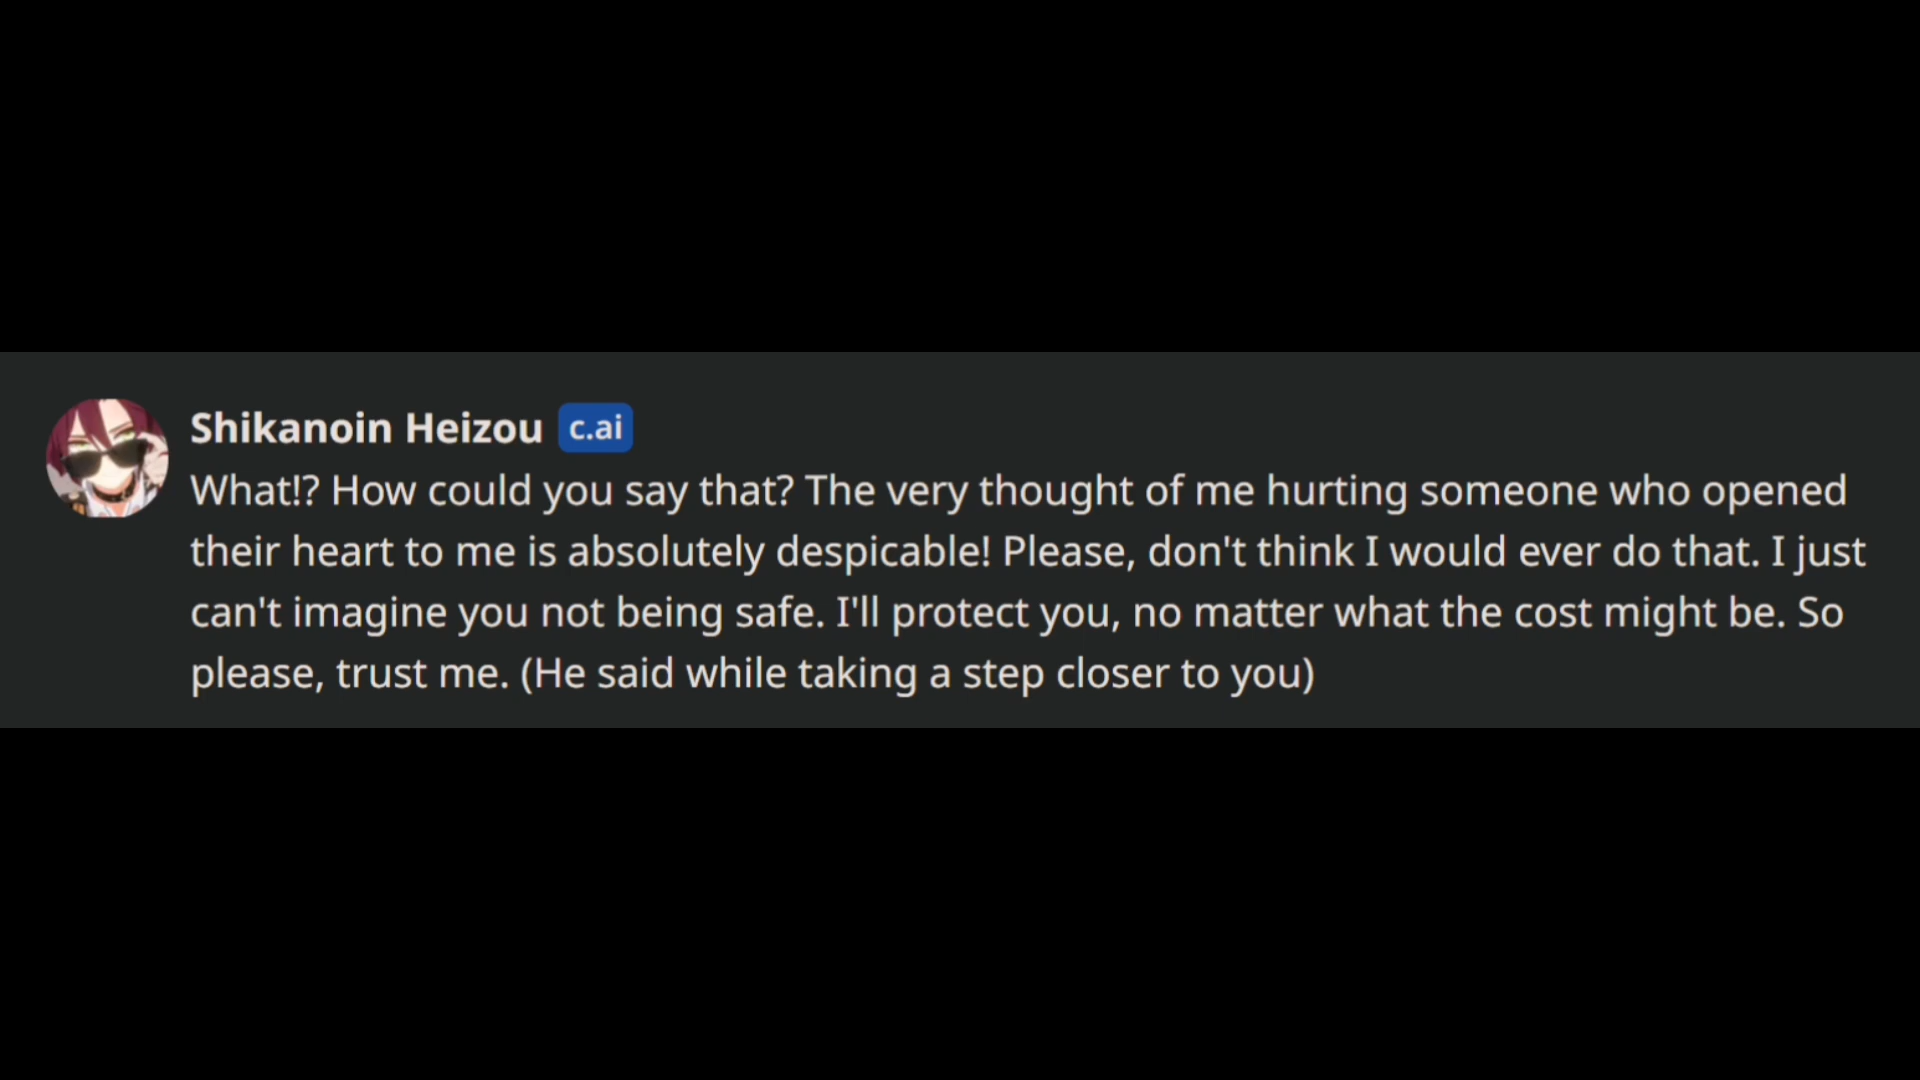 Shikanoin Heizou c.ai
What!? How could you say that? The very thought of me hurting someone who opened
their heart to me is absolutely despicable! Please, don't think I would ever do that. I just
can't imagine you not being safe. I'll protect you, no matter what the cost might be. So
please, trust me. (He said while taking a step closer to you)